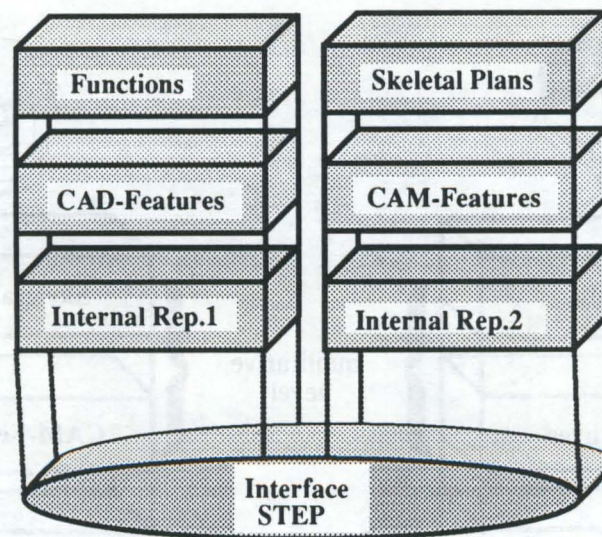 Functions
Skeletal Plans
CAD-Features
CAM-Features
Internal Rep.1
Internal Rep.2
Interface
STEP